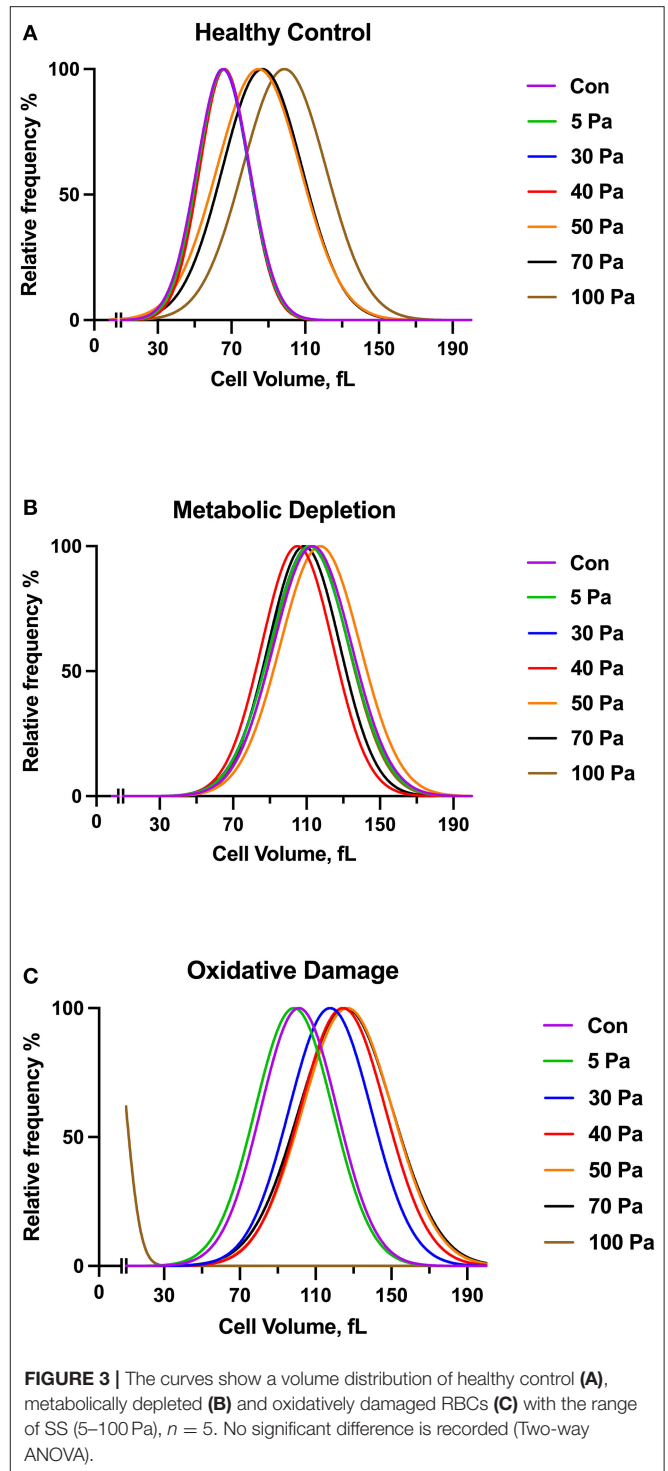 A
Healthy Control
Relative frequency %
100
50
0
0 30 70 110 150 190
Cell Volume, fL
Con
5 Pa
30 Pa
40 Pa
50 Pa
70 Pa
100 Pa
B
Metabolic Depletion
Relative frequency %
100
50
0
0 30 70 110 150 190
Cell Volume, fL
Con
5 Pa
30 Pa
40 Pa
50 Pa
70 Pa
100 Pa
C
Oxidative Damage
Relative frequency %
100
50
0
0 30 70 110 150 190
Cell Volume, fL
Con
5 Pa
30 Pa
40 Pa
50 Pa
70 Pa
100 Pa
FIGURE 3 | The curves show a volume distribution of healthy control (A),
metabolically depleted (B) and oxidatively damaged RBCs (C) with the range
of SS (5–100 Pa), n = 5. No significant difference is recorded (Two-way
ANOVA).